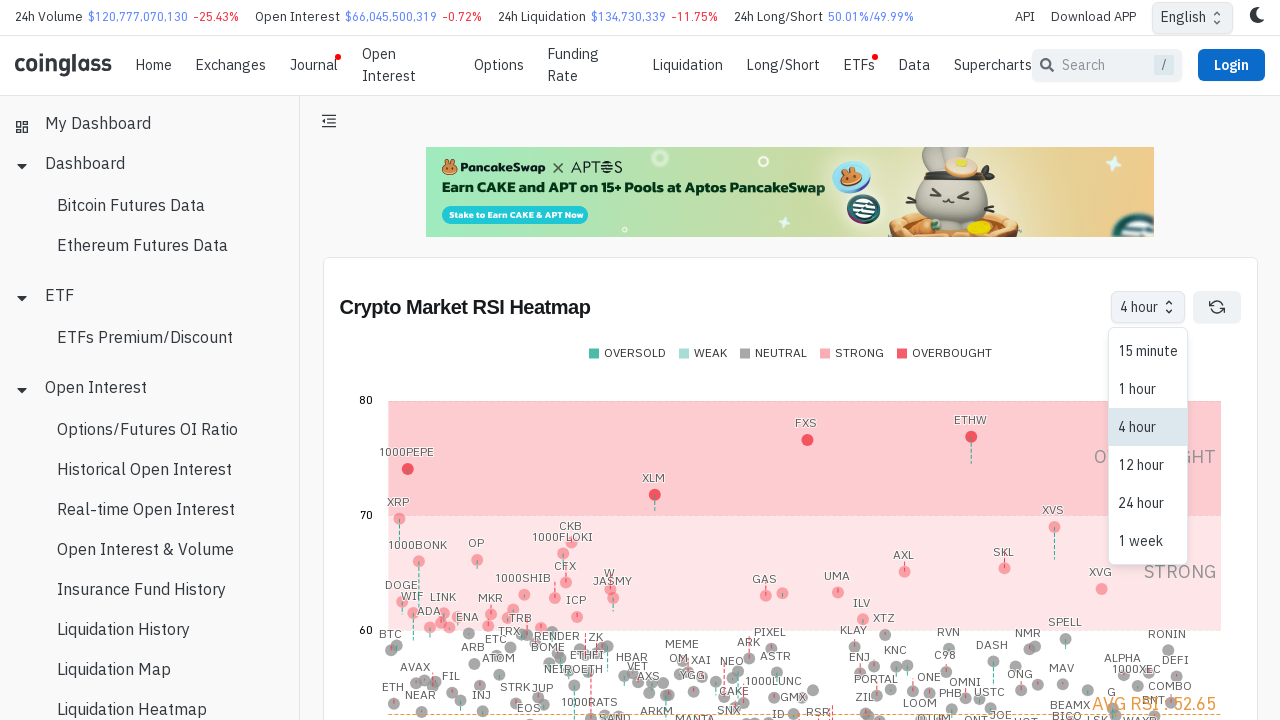 24h Volume $120,777,070,130 -25.43% Open Interest $66,045,500,319 -0.72% 24h Liquidation $134,730,339 -11.75% 24h Long/Short 50.01%/49.99% API Download APP English
coinglass Home Exchanges Journal Open Interest Options Funding Rate Liquidation Long/Short ETFs Data Supercharts Search / Login
My Dashboard
Dashboard
Bitcoin Futures Data
Ethereum Futures Data
ETF
ETFs Premium/Discount
Open Interest
Options/Futures OI Ratio
Historical Open Interest
Real-time Open Interest
Open Interest & Volume
Insurance Fund History
Liquidation History
Liquidation Map
Liquidation Heatmap
PancakeSwap × APTOS
Earn CAKE and APT on 15+ Pools at Aptos PancakeSwap
Stake to Earn CAKE & APT Now
Crypto Market RSI Heatmap
4 hour
15 minute
1 hour
4 hour
12 hour
24 hour
1 week
OVERSOLD WEAK NEUTRAL STRONG OVERBOUGHT
80
FXS ETHW
1000PEPE
XLM
XRP
70
XVS
CKB
1000FLOKI
1000BONK OP
AXL SKL
CFX
STRONG
W
XVG
1000SHIB GAS UMA
JASMY
DOGE
WIF LINK MKR ICP
ILV
ADA
ENA TRB XTZ
SPELL
60
BTC TRX KLAY PIXEL RVN NMR RONIN
ETC RENDER ZK
ARB BOME MEME ARK DASH
KNC
ATOM ETHFI HBAR OM XAI NEO ASTR ENJ C98 ALPHA DEFI
AVAX NEIROETH VET 1000XEC MAV
FIL AXS YGG 1000LUNC PORTAL ONE OMNI ONG
ETH STRK JUP CAKE COMBO
NEAR INJ GMX ZIL PHB USTC G
1000RATS LOOM
AVG RSI: 52.65
EOS ARKM SNX BEAMX
SAND MANTA ID RSR JOE BICO